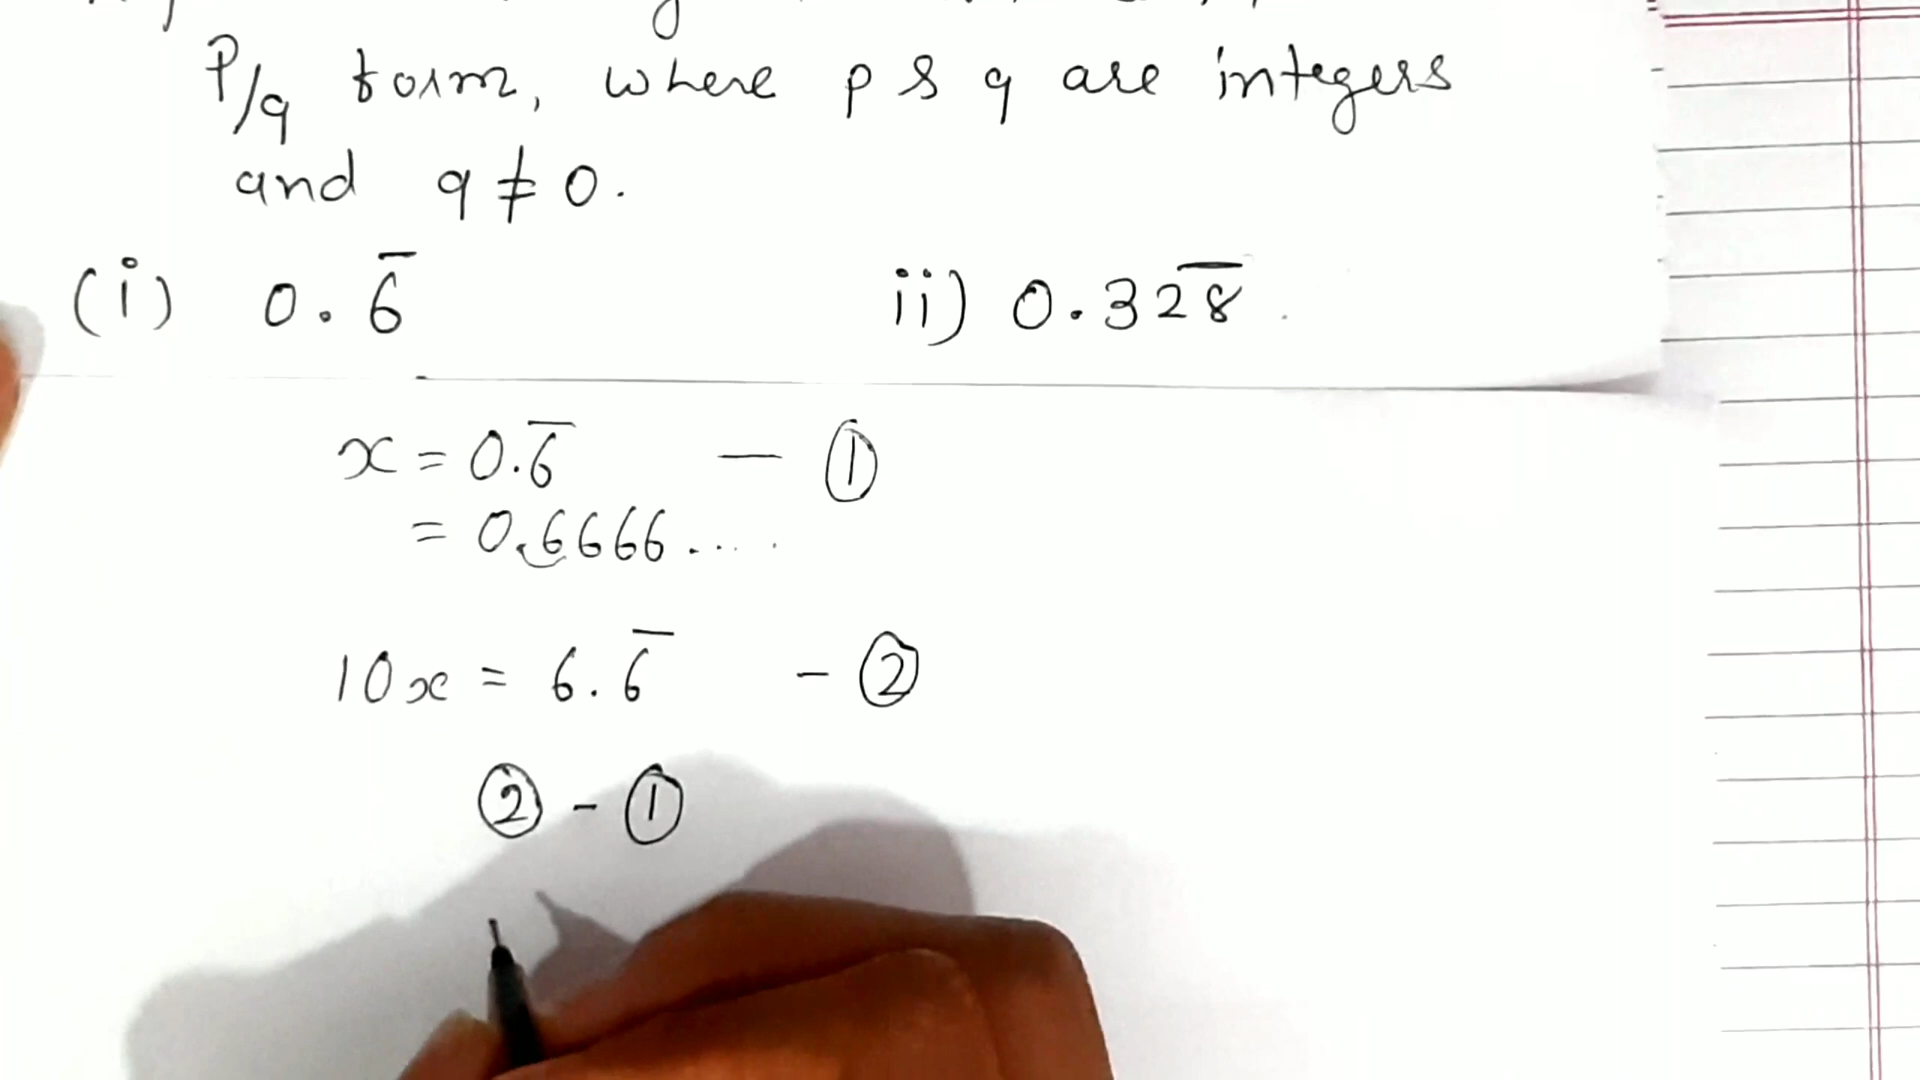 P/q form, where p & q are integers
and q ≠ 0.
(i) 0.6̅ ii) 0.32̅8̅.
x = 0.6̅ — ①
= 0.6666....
10x = 6.6̅ - ②
② - ①